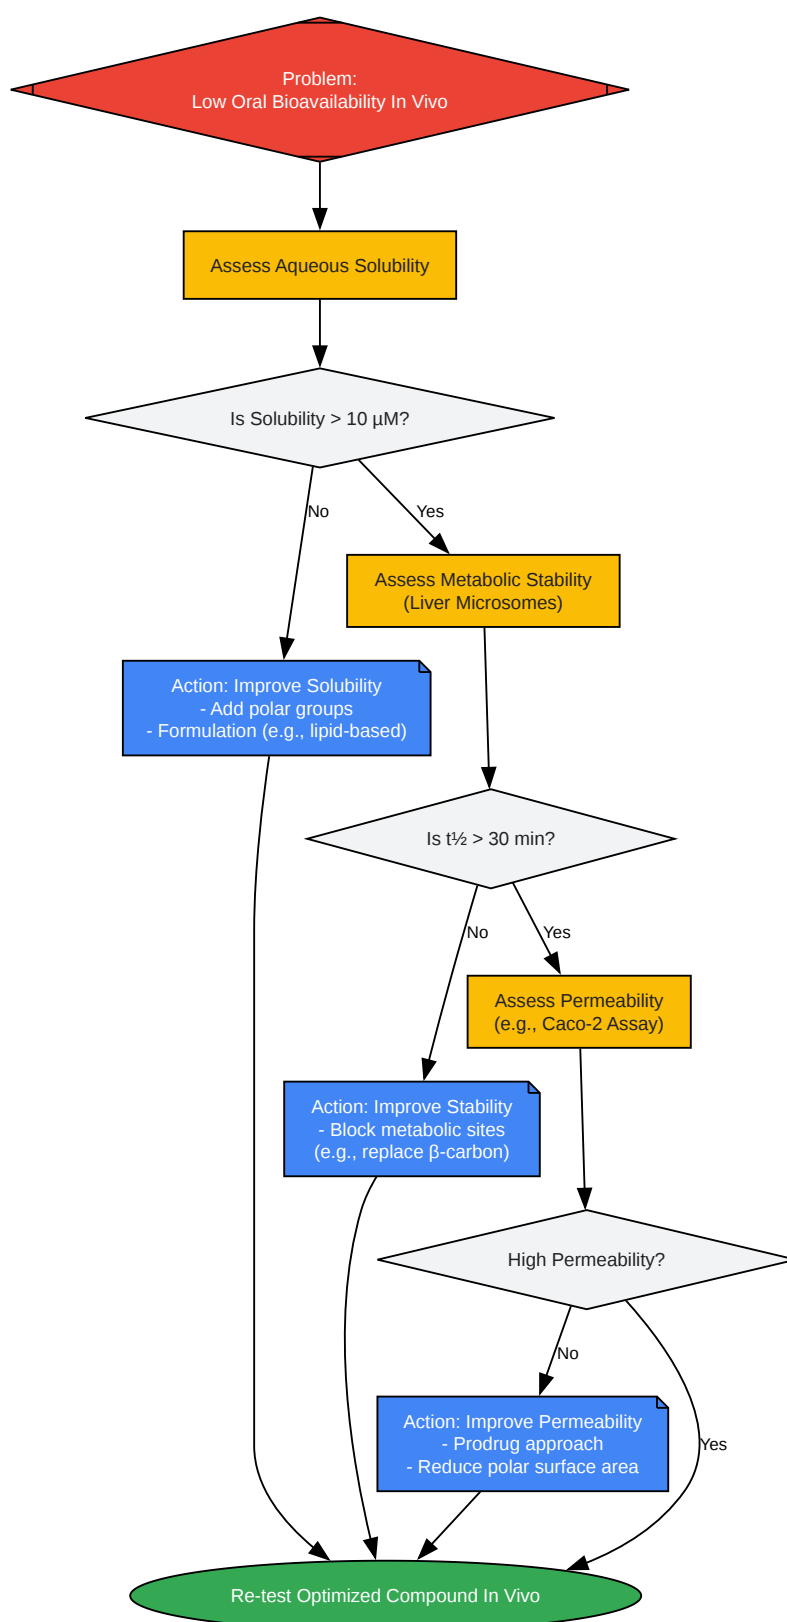 Problem:
Low Oral Bioavailability In Vivo
Assess Aqueous Solubility
Is Solubility > 10 µM?
No
Yes
Assess Metabolic Stability
(Liver Microsomes)
Action: Improve Solubility
- Add polar groups
- Formulation (e.g., lipid-based)
Is t½ > 30 min?
No
Yes
Assess Permeability
(e.g., Caco-2 Assay)
Action: Improve Stability
- Block metabolic sites
(e.g., replace β-carbon)
High Permeability?
No
Action: Improve Permeability
- Prodrug approach
- Reduce polar surface area
Yes
Re-test Optimized Compound In Vivo